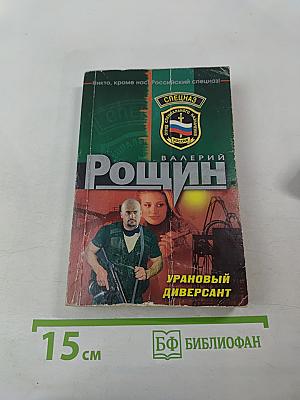 Никто, кроме нас! Российский спецназ!
СПЕЦНАЗ
ВАЛЕРИЙ
РОЩИН
УРАНОВЫЙ
ДИВЕРСАНТ
15 см
БФ БИБЛИОФАН